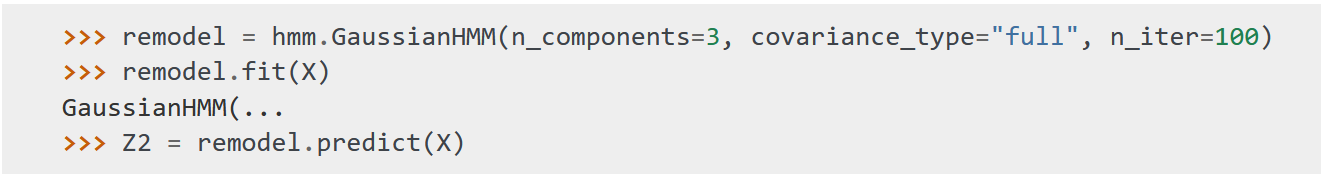 >>> remodel = hmm.GaussianHMM(n_components=3, covariance_type="full", n_iter=100)
>>> remodel.fit(X)
GaussianHMM(...
>>> Z2 = remodel.predict(X)